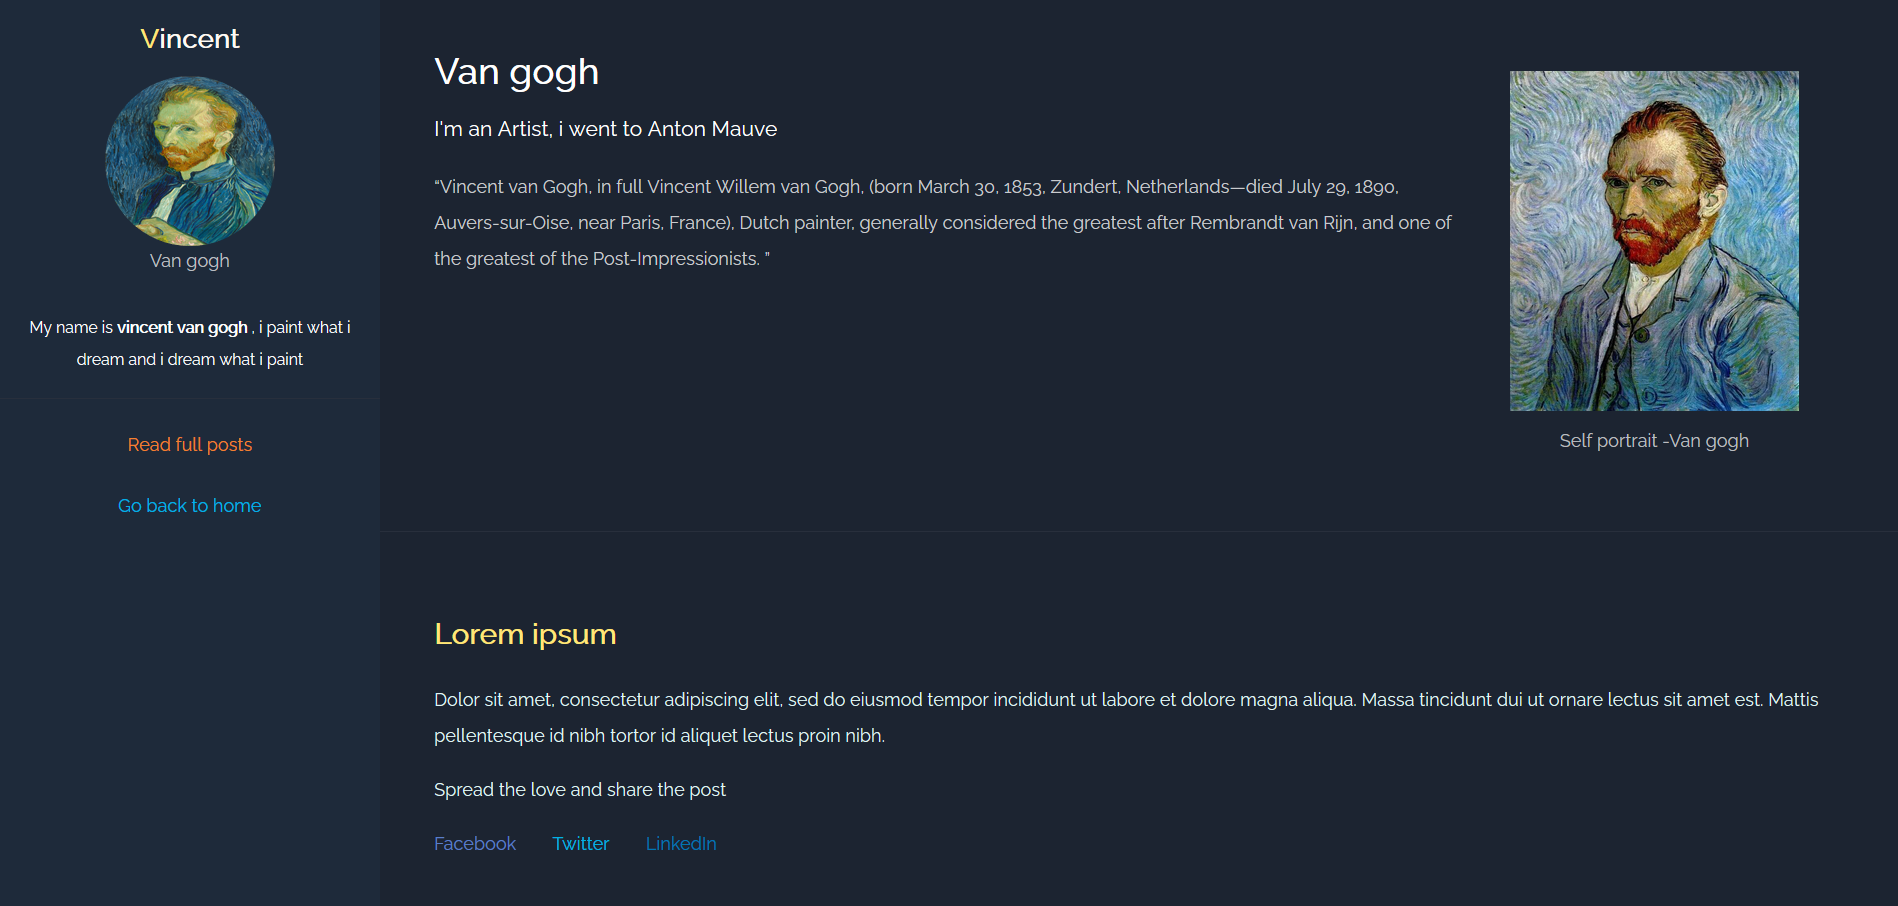 Vincent
Van gogh
My name is vincent van gogh , i paint what i
dream and i dream what i paint
Read full posts
Go back to home
Van gogh
I'm an Artist, i went to Anton Mauve
“Vincent van Gogh, in full Vincent Willem van Gogh, (born March 30, 1853, Zundert, Netherlands—died July 29, 1890,
Auvers-sur-Oise, near Paris, France), Dutch painter, generally considered the greatest after Rembrandt van Rijn, and one of
the greatest of the Post-Impressionists. ”
Self portrait -Van gogh
Lorem ipsum
Dolor sit amet, consectetur adipiscing elit, sed do eiusmod tempor incididunt ut labore et dolore magna aliqua. Massa tincidunt dui ut ornare lectus sit amet est. Mattis
pellentesque id nibh tortor id aliquet lectus proin nibh.
Spread the love and share the post
Facebook Twitter LinkedIn